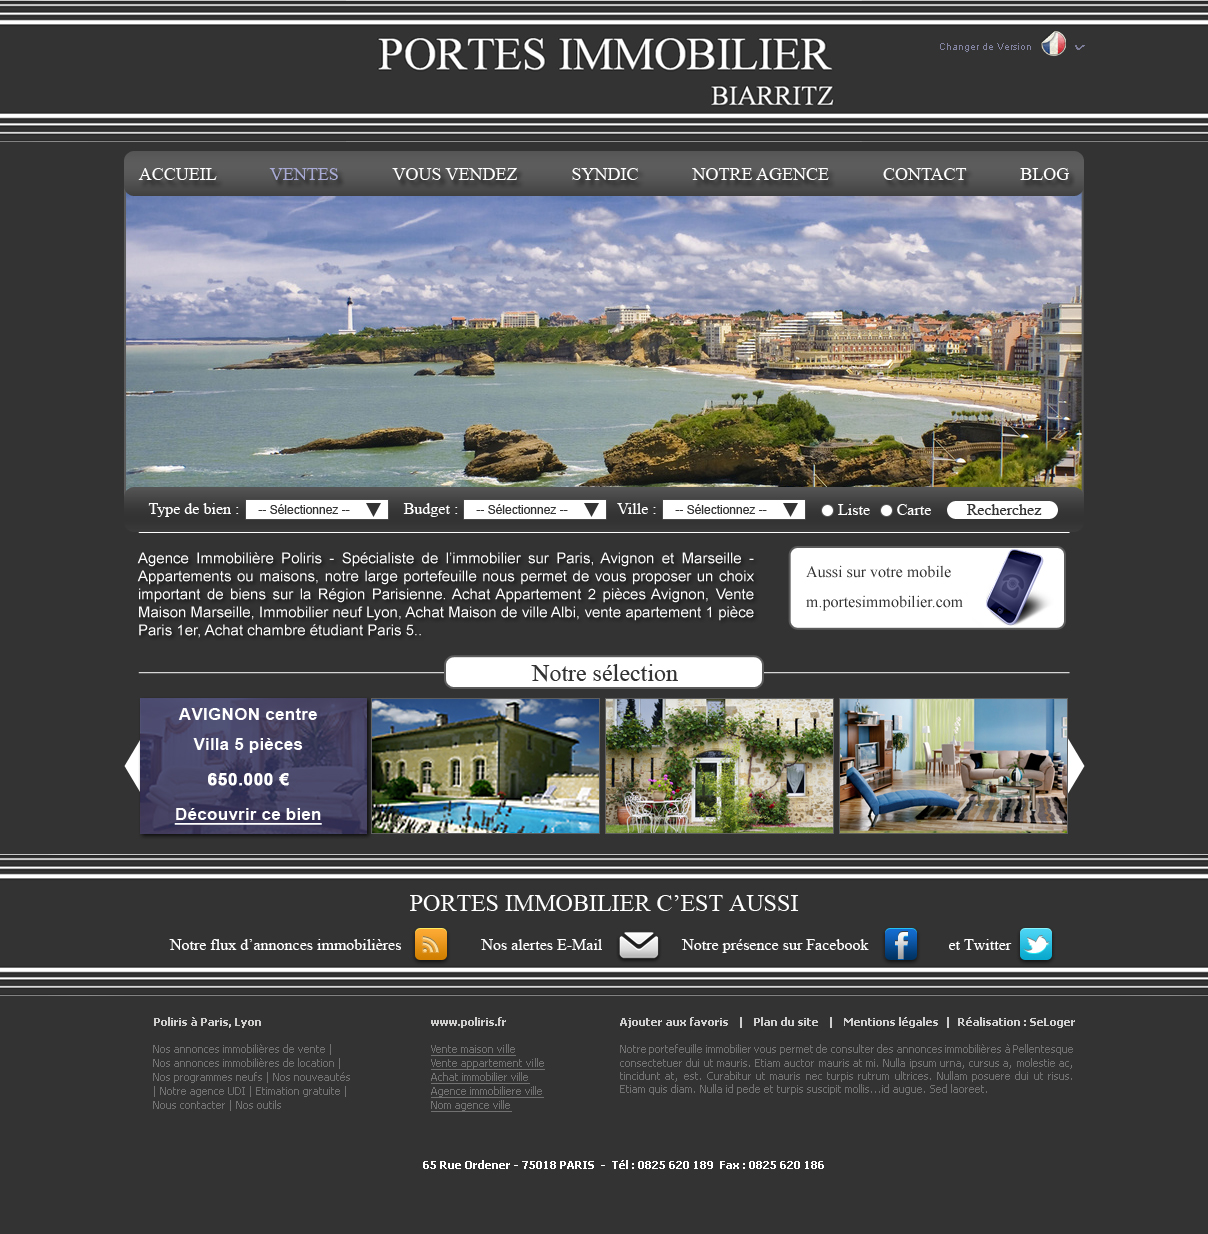 PORTES IMMOBILIER
BIARRITZ
Changer de Version
ACCUEIL VENTES VOUS VENDEZ SYNDIC NOTRE AGENCE CONTACT BLOG
Type de bien : -- Sélectionnez -- Budget : -- Sélectionnez -- Ville : -- Sélectionnez -- Liste Carte Recherchez
Agence Immobilière Poliris - Spécialiste de l'immobilier sur Paris, Avignon et Marseille -
Appartements ou maisons, notre large portefeuille nous permet de vous proposer un choix
important de biens sur la Région Parisienne. Achat Appartement 2 pièces Avignon, Vente
Maison Marseille, Immobilier neuf Lyon, Achat Maison de ville Albi, vente apartement 1 pièce
Paris 1er, Achat chambre étudiant Paris 5..
Aussi sur votre mobile
m.portesimmobilier.com
Notre sélection
AVIGNON centre
Villa 5 pièces
650.000 €
Découvrir ce bien
PORTES IMMOBILIER C'EST AUSSI
Notre flux d'annonces immobilières Nos alertes E-Mail Notre présence sur Facebook et Twitter
Poliris à Paris, Lyon
Nos annonces immobilières de vente |
Nos annonces immobilières de location |
Nos programmes neufs | Nos nouveautés
| Notre agence UDI | Etimation gratuite |
Nous contacter | Nos outils
www.poliris.fr
Vente maison ville
Vente appartement ville
Achat immobilier ville
Agence immobiliere ville
Nom agence ville
Ajouter aux favoris | Plan du site | Mentions légales | Réalisation : SeLoger
Notre portefeuille immobilier vous permet de consulter des annonces immobilières à Pellentesque
consectetuer dui ut mauris. Etiam auctor mauris at mi. Nulla ipsum urna, cursus a, molestie ac,
tincidunt at, est. Curabitur ut mauris nec turpis rutrum ultrices. Nullam posuere dui ut risus.
Etiam quis diam. Nulla id pede et turpis suscipit mollis...id augue. Sed laoreet.
65 Rue Ordener - 75018 PARIS - Tél : 0825 620 189 Fax : 0825 620 186